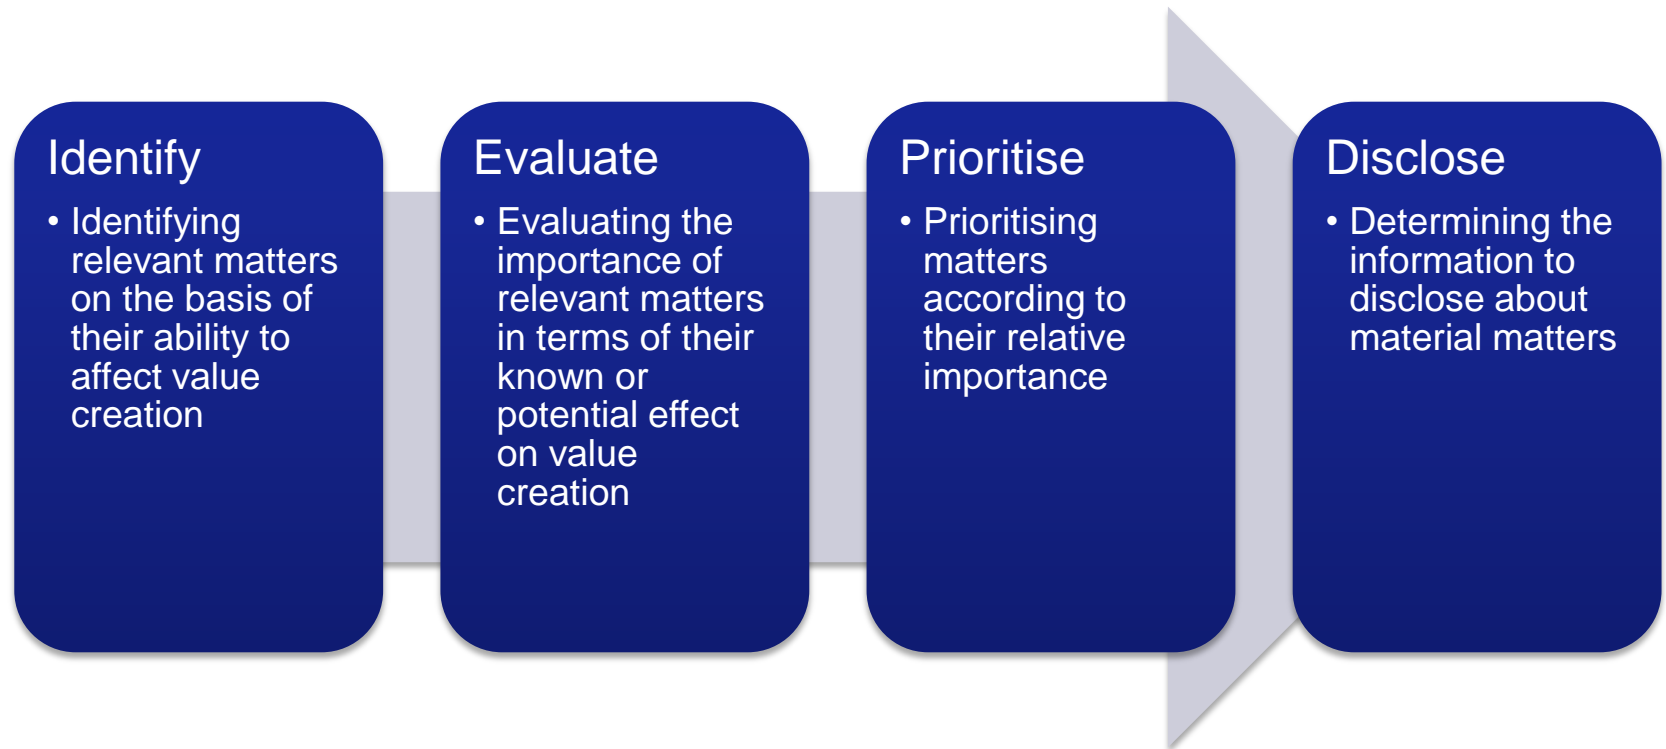 Identify
• Identifying
relevant matters
on the basis of
their ability to
affect value
creation
Evaluate
• Evaluating the
importance of
relevant matters
in terms of their
known or
potential effect
on value
creation
Prioritise
• Prioritising
matters
according to
their relative
importance
Disclose
• Determining the
information to
disclose about
material matters